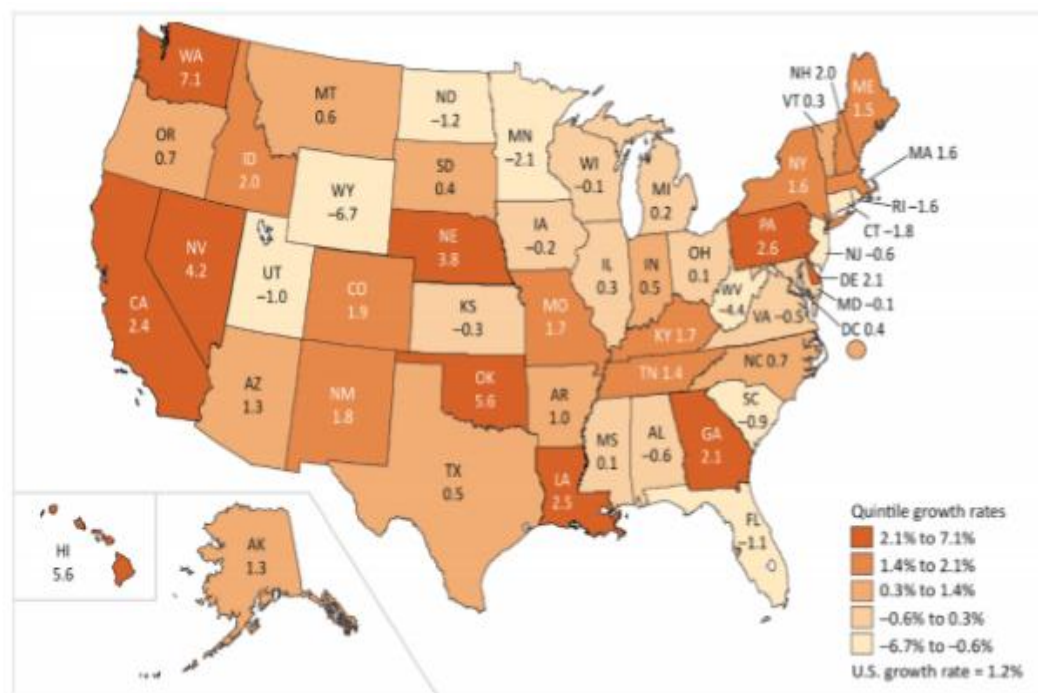 WA
7.1
MT
0.6
ND
−1.2
MN
−2.1
OR
0.7
ID
2.0
WY
−6.7
SD
0.4
WI
−0.1
MI
0.2
NH 2.0
VT 0.3
ME
1.5
NY
1.6
MA 1.6
RI −1.6
CT −1.8
NJ −0.6
DE 2.1
MD −0.1
DC 0.4
PA
2.6
CA
2.4
NV
4.2
UT
−1.0
CO
1.9
NE
3.8
KS
−0.3
IA
−0.2
MO
1.7
IL
0.3
IN
0.5
OH
0.1
WV
−4.4
VA −0.5
KY 1.7
TN 1.4
NC 0.7
SC
−0.9
AZ
1.3
NM
1.8
OK
5.6
TX
0.5
AR
1.0
LA
2.5
MS
0.1
AL
−0.6
GA
2.1
FL
−1.1
HI
5.6
AK
1.3
Quintile growth rates
2.1% to 7.1%
1.4% to 2.1%
0.3% to 1.4%
−0.6% to 0.3%
−6.7% to −0.6%
U.S. growth rate = 1.2%